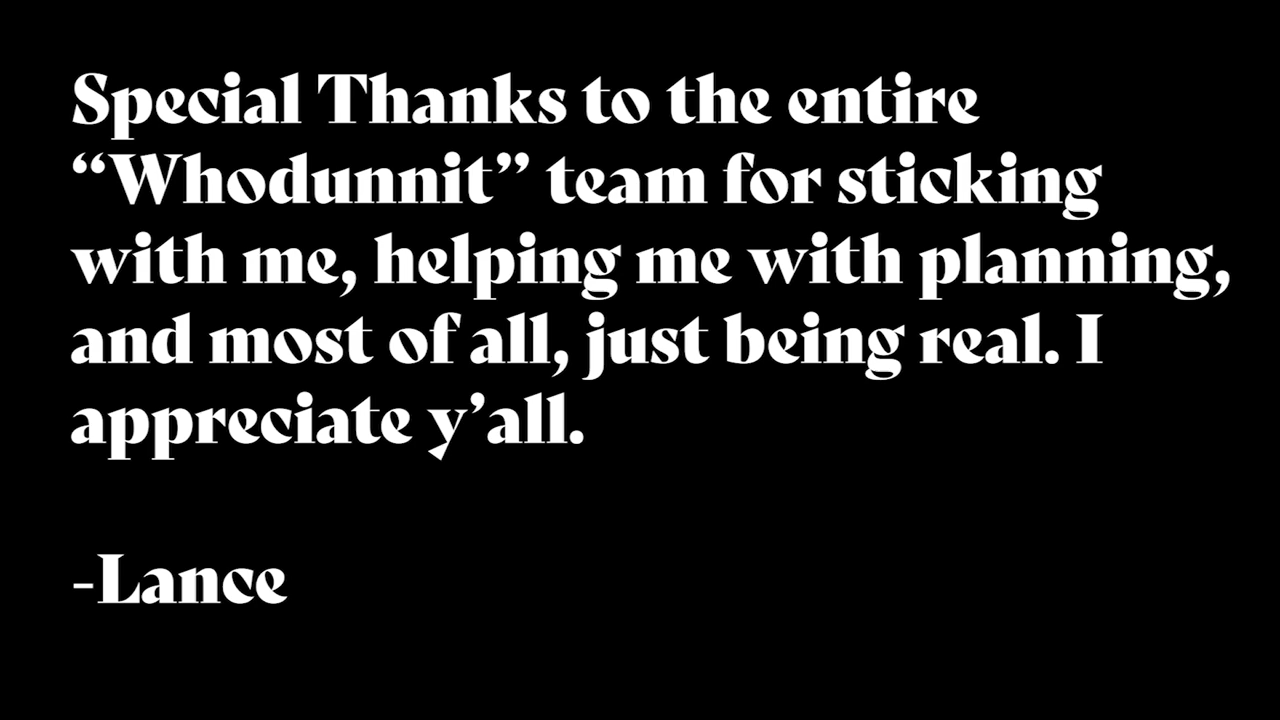 Special Thanks to the entire
“Whodunnit” team for sticking
with me, helping me with planning,
and most of all, just being real. I
appreciate y’all.
-Lance